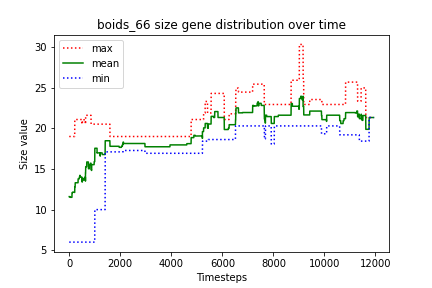 boids_66 size gene distribution over time
max
mean
min
Size value
30
25
20
15
10
5
0 2000 4000 6000 8000 10000 12000
Timesteps